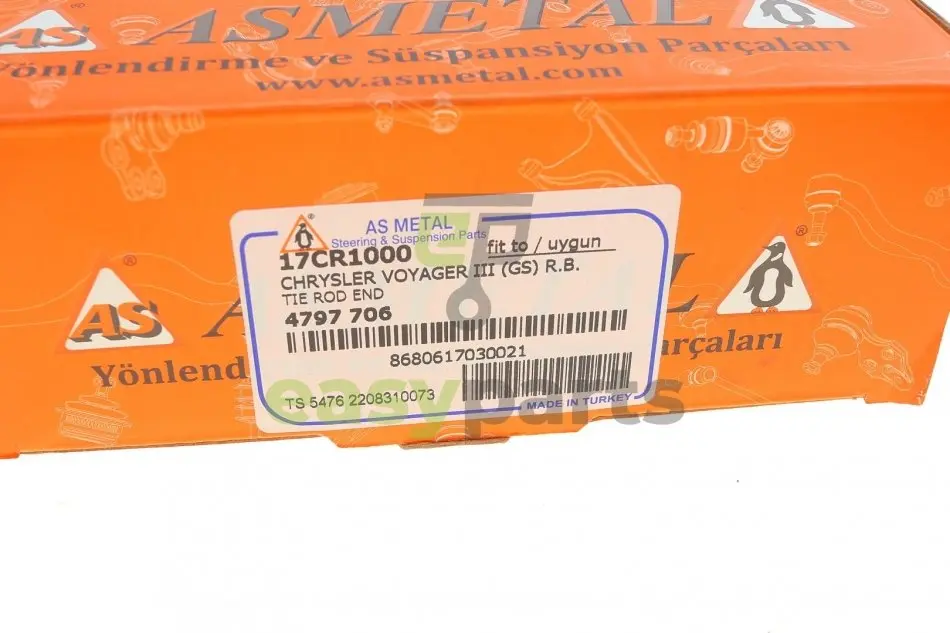 AS ASMETAL
Yönlendirme ve Süspansiyon Parçaları
www.asmetal.com
AS METAL
Steering & Suspension Parts
17CR1000 fit to / uygun
CHRYSLER VOYAGER III (GS) R.B.
TIE ROD END
4797 706
8680617030021
TS 5476 2208310073
MADE IN TURKEY
AS
Yönlend arçaları
easyparts